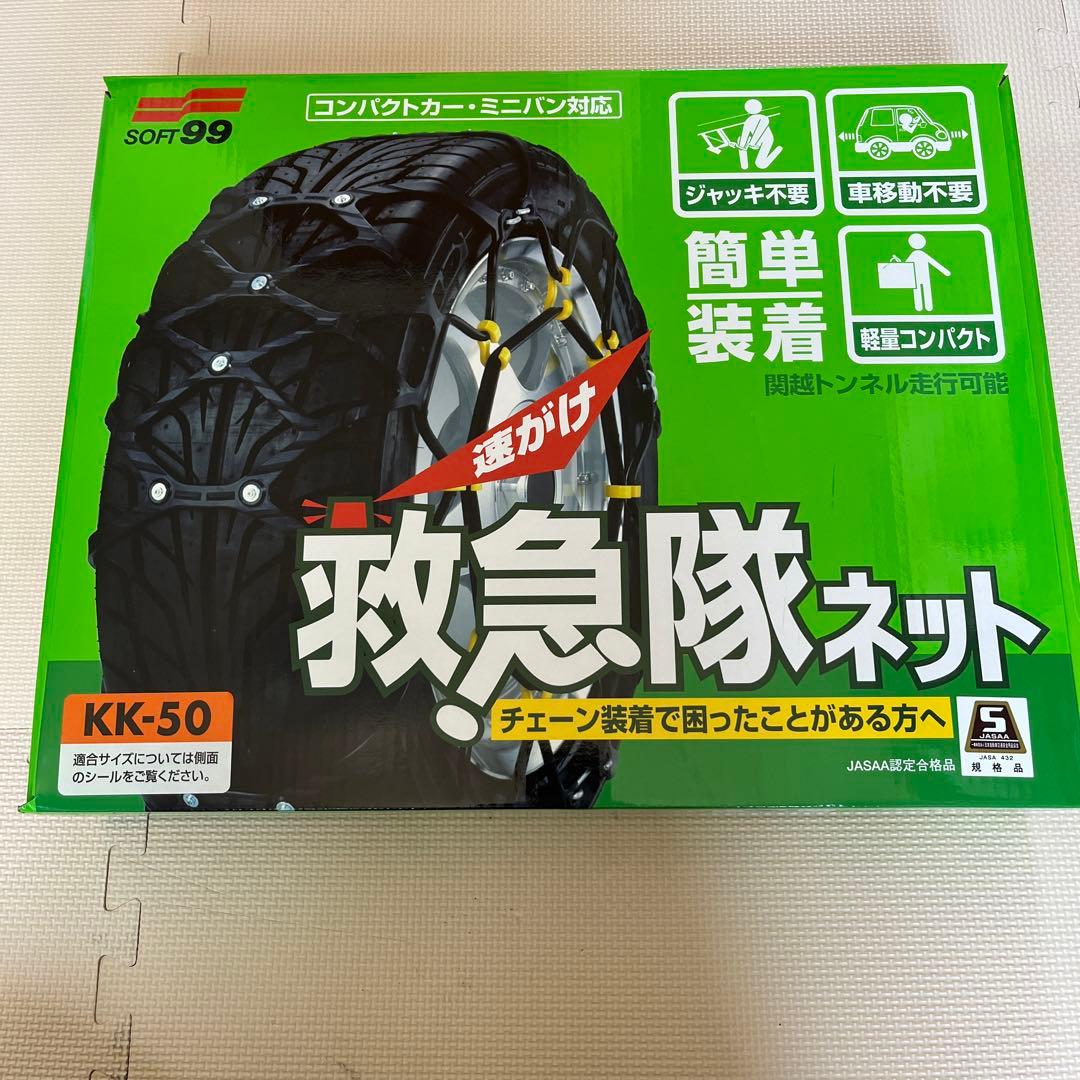 SOFT99
コンパクトカー・ミニバン対応
ジャッキ不要
車移動不要
簡単
装着
軽量コンパクト
関越トンネル走行可能
速がけ
救急隊ネット
チェーン装着で困ったことがある方へ
KK-50
適合サイズについては側面
のシールをご覧ください。
JASAA認定合格品
S
JASAA
JASA 432
規格品